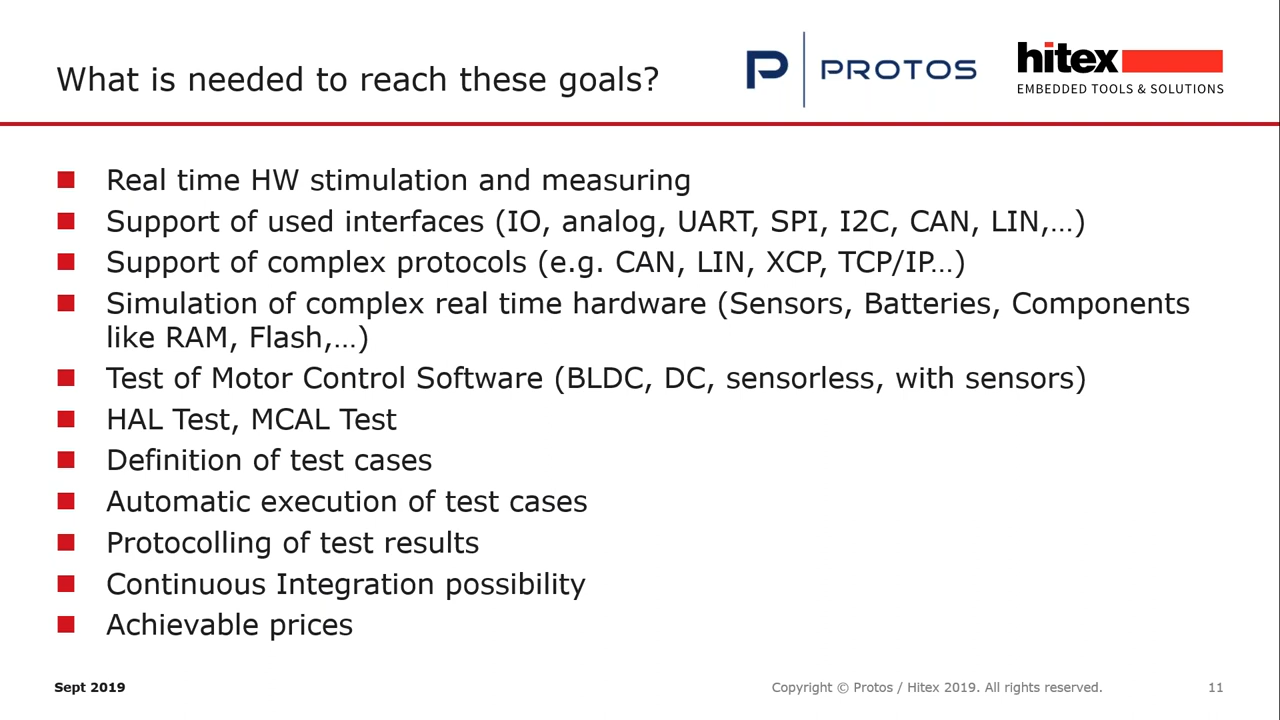 What is needed to reach these goals?
P PROTOS
hitex
EMBEDDED TOOLS & SOLUTIONS
Real time HW stimulation and measuring
Support of used interfaces (IO, analog, UART, SPI, I2C, CAN, LIN,…)
Support of complex protocols (e.g. CAN, LIN, XCP, TCP/IP…)
Simulation of complex real time hardware (Sensors, Batteries, Components
like RAM, Flash,…)
Test of Motor Control Software (BLDC, DC, sensorless, with sensors)
HAL Test, MCAL Test
Definition of test cases
Automatic execution of test cases
Protocolling of test results
Continuous Integration possibility
Achievable prices
Sept 2019
Copyright © Protos / Hitex 2019. All rights reserved.
11